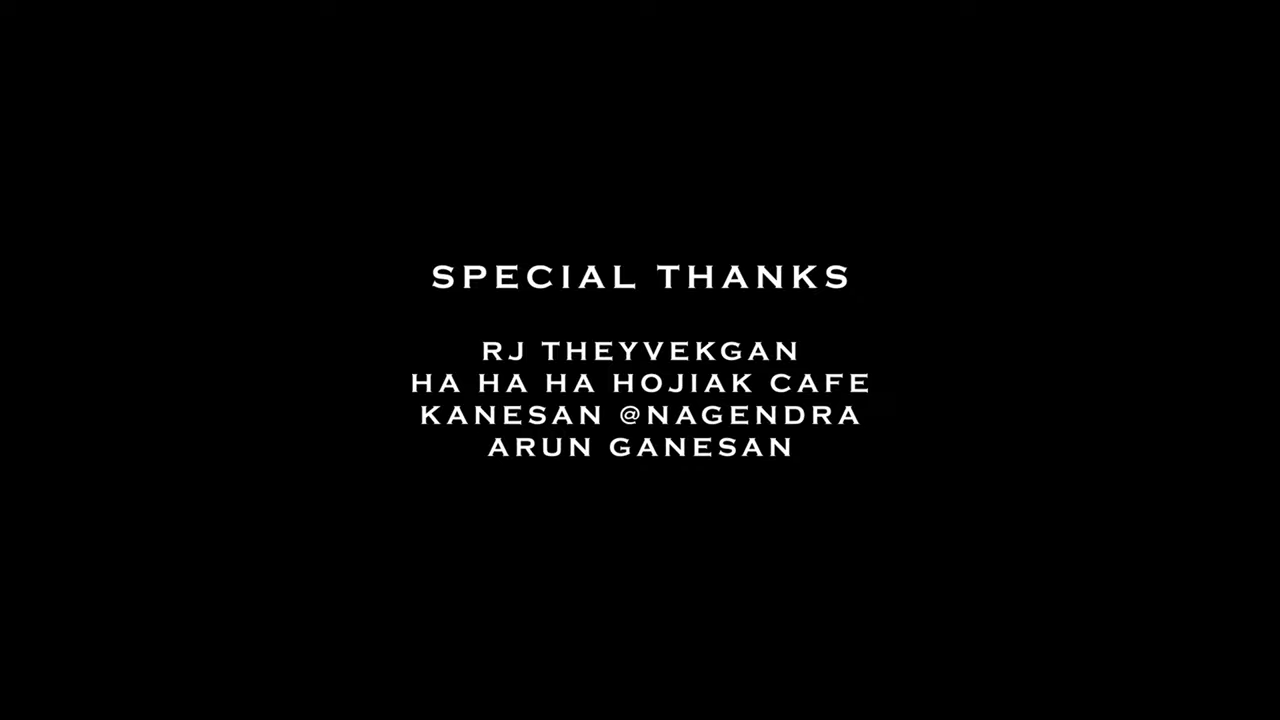 SPECIAL THANKS
RJ THEYVEKGAN
HA HA HA HOJIAK CAFE
KANESAN @NAGENDRA
ARUN GANESAN